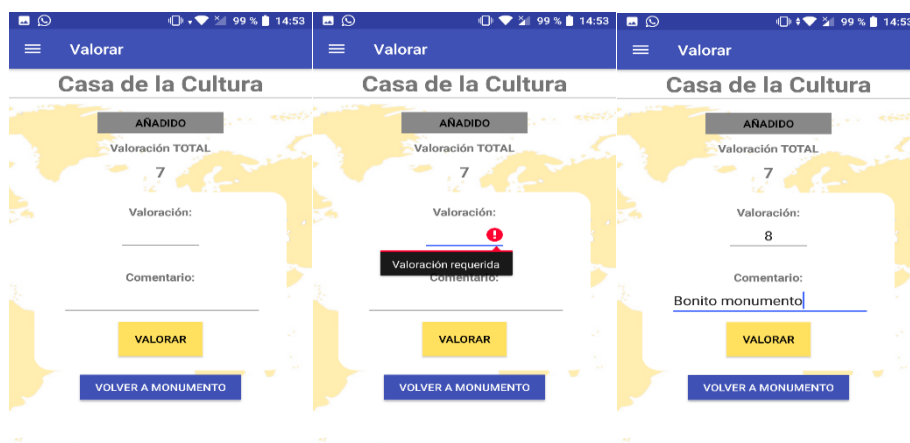 99 % 14:53
Valorar
Casa de la Cultura
AÑADIDO
Valoración TOTAL
7
Valoración:
Comentario:
VALORAR
VOLVER A MONUMENTO
99 % 14:53
Valorar
Casa de la Cultura
AÑADIDO
Valoración TOTAL
7
Valoración:
!
Valoración requerida
Comentario:
VALORAR
VOLVER A MONUMENTO
99 % 14:53
Valorar
Casa de la Cultura
AÑADIDO
Valoración TOTAL
7
Valoración:
8
Comentario:
Bonito monumento
VALORAR
VOLVER A MONUMENTO